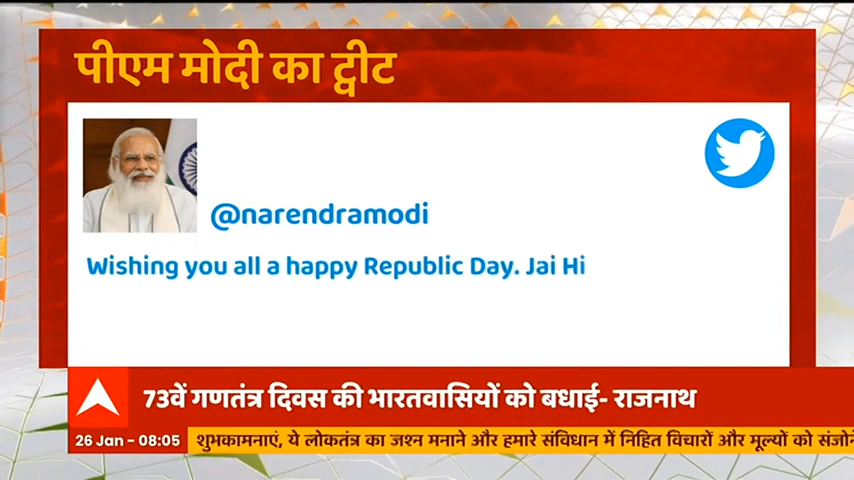 पीएम मोदी का ट्वीट
@narendramodi
Wishing you all a happy Republic Day. Jai Hi
73वें गणतंत्र दिवस की भारतवासियों को बधाई- राजनाथ
26 Jan - 08:05
शुभकामनाएं, ये लोकतंत्र का जश्न मनाने और हमारे संविधान में निहित विचारों और मूल्यों को संजोने